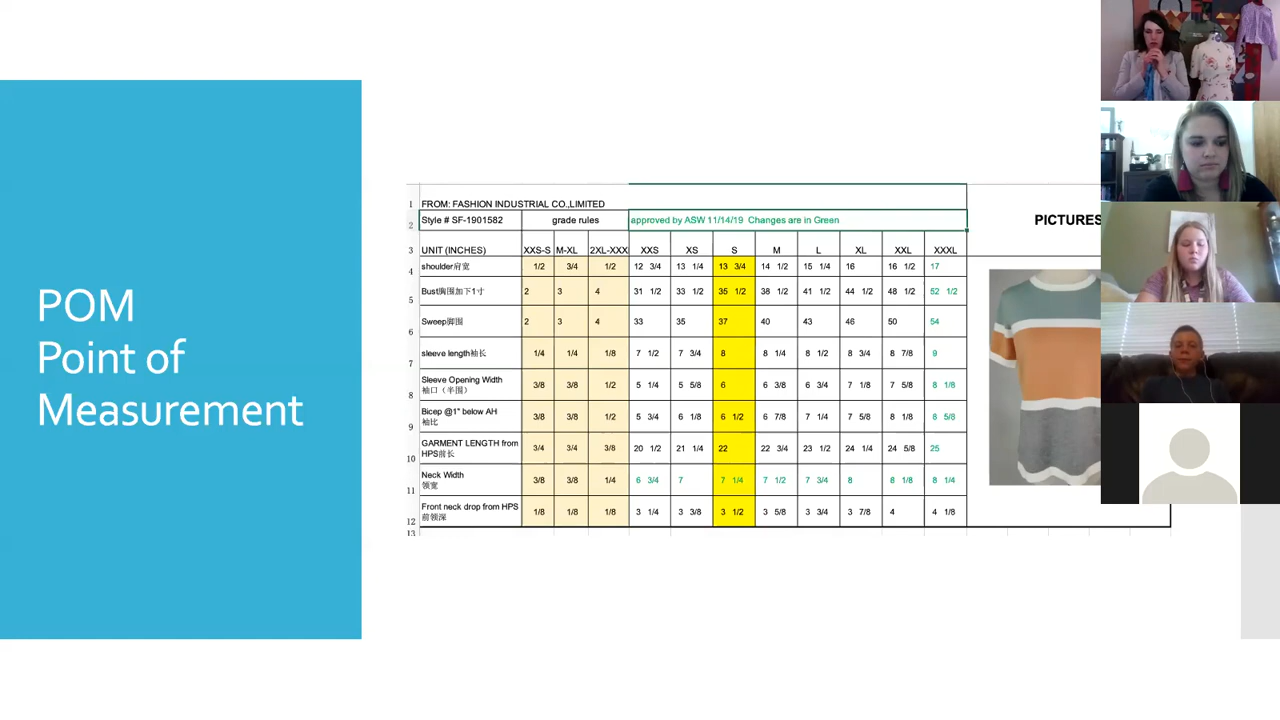 POM
Point of
Measurement
1 FROM: FASHION INDUSTRIAL CO.,LIMITED
2 Style # SF-1901582 grade rules approved by ASW 11/14/19 Changes are in Green PICTURES
3 UNIT (INCHES) XXS-S M-XL 2XL-XXX XXS XS S M L XL XXL XXXL
4 shoulder肩宽 1/2 3/4 1/2 12 3/4 13 1/4 13 3/4 14 1/2 15 1/4 16 16 1/2 17
5 Bust胸围加下1寸 2 3 4 31 1/2 33 1/2 35 1/2 38 1/2 41 1/2 44 1/2 48 1/2 52 1/2
6 Sweep脚围 2 3 4 33 35 37 40 43 46 50 54
7 sleeve length袖长 1/4 1/4 1/8 7 1/2 7 3/4 8 8 1/4 8 1/2 8 3/4 8 7/8 9
8 Sleeve Opening Width 3/8 3/8 1/2 5 1/4 5 5/8 6 6 3/8 6 3/4 7 1/8 7 5/8 8 1/8
袖口（半围）
9 Bicep @1" below AH 3/8 3/8 1/2 5 3/4 6 1/8 6 1/2 6 7/8 7 1/4 7 5/8 8 1/8 8 5/8
袖比
10 GARMENT LENGTH from 3/4 3/4 3/8 20 1/2 21 1/4 22 22 3/4 23 1/2 24 1/4 24 5/8 25
HPS前长
11 Neck Width 3/8 3/8 1/4 6 3/4 7 7 1/4 7 1/2 7 3/4 8 8 1/8 8 1/4
领宽
12 Front neck drop from HPS 1/8 1/8 1/8 3 1/4 3 3/8 3 1/2 3 5/8 3 3/4 3 7/8 4 4 1/8
前领深
13